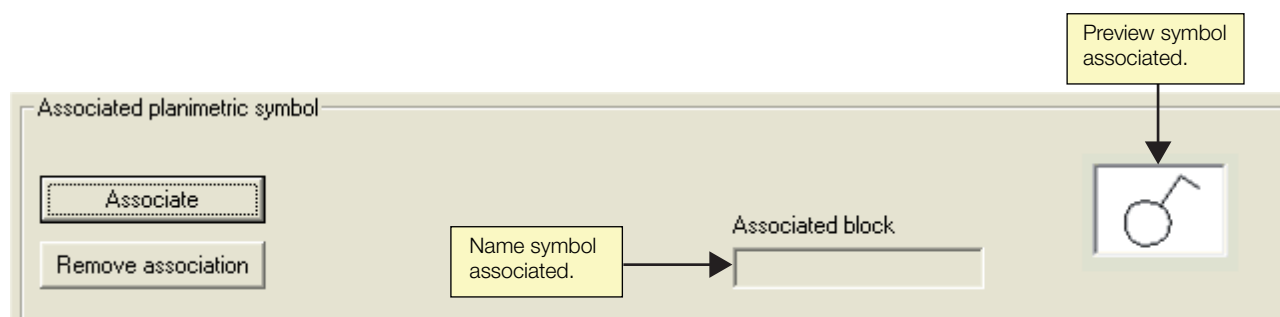 Preview symbol
associated.
Associated planimetric symbol
Associate
Remove association
Name symbol
associated.
Associated block